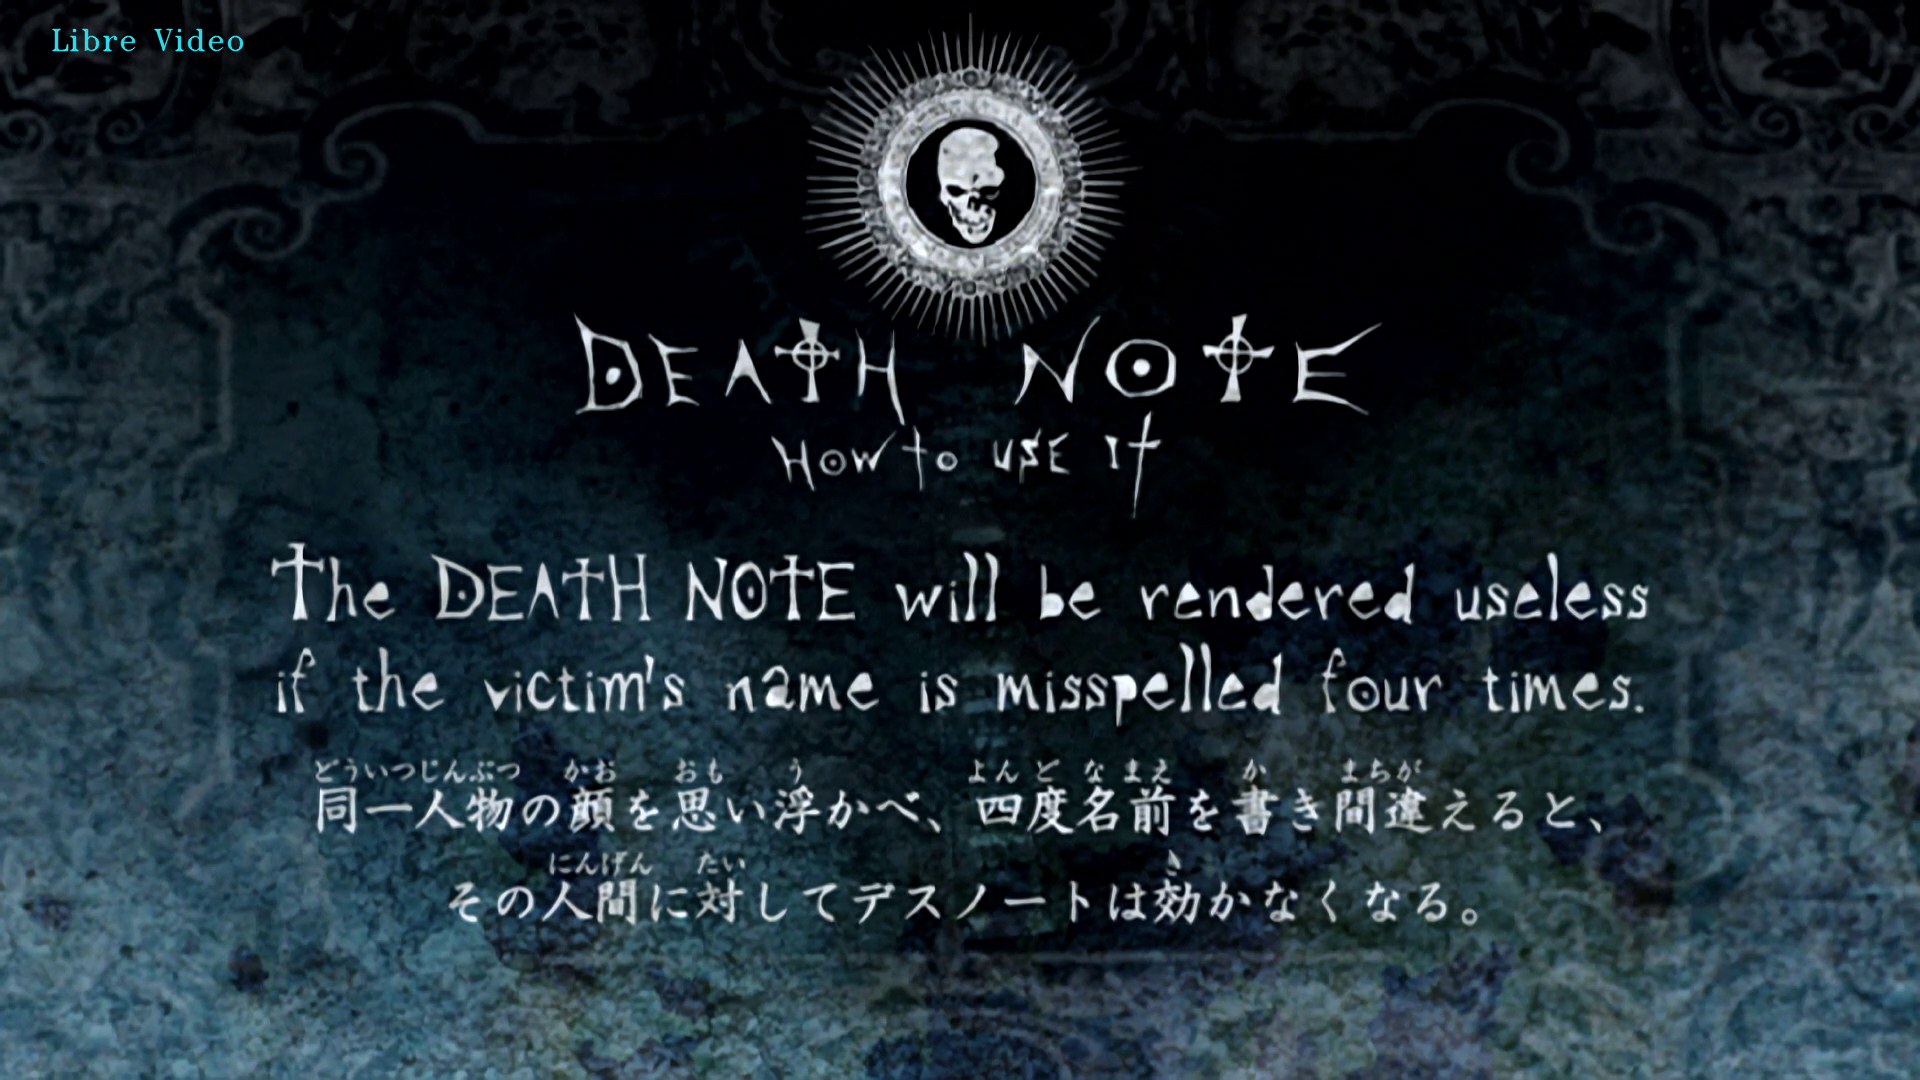 Libre Video
DEATH NOTE
HOW to USE It
The DEATH NOTE will be rendered useless
if the victim's name is misspelled four times.
どういつじんぶつ かお おも う よんど なまえ か まちが
同一人物の顔を思い浮かべ、四度名前を書き間違えると、
にんげん たい き
その人間に対してデスノートは効かなくなる。